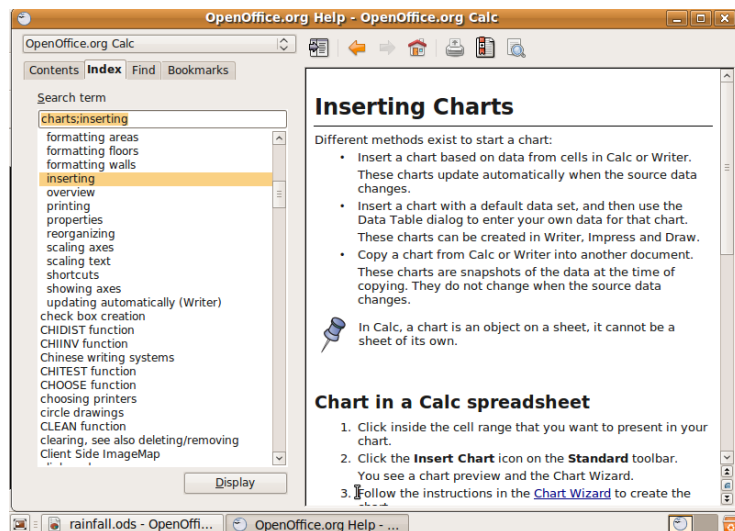 OpenOffice.org Help - OpenOffice.org Calc
OpenOffice.org Calc
Contents Index Find Bookmarks
Search term
charts;inserting
formatting areas
formatting floors
formatting walls
inserting
overview
printing
properties
reorganizing
scaling axes
scaling text
shortcuts
showing axes
updating automatically (Writer)
check box creation
CHIDIST function
CHIINV function
Chinese writing systems
CHITEST function
CHOOSE function
choosing printers
circle drawings
CLEAN function
clearing, see also deleting/removing
Client Side ImageMap
Display
Inserting Charts
Different methods exist to start a chart:
• Insert a chart based on data from cells in Calc or Writer.
These charts update automatically when the source data
changes.
• Insert a chart with a default data set, and then use the
Data Table dialog to enter your own data for that chart.
These charts can be created in Writer, Impress and Draw.
• Copy a chart from Calc or Writer into another document.
These charts are snapshots of the data at the time of
copying. They do not change when the source data
changes.
In Calc, a chart is an object on a sheet, it cannot be a
sheet of its own.
Chart in a Calc spreadsheet
1. Click inside the cell range that you want to present in your
chart.
2. Click the Insert Chart icon on the Standard toolbar.
You see a chart preview and the Chart Wizard.
3. Follow the instructions in the Chart Wizard to create the
rainfall.ods - OpenOffi... OpenOffice.org Help - ...